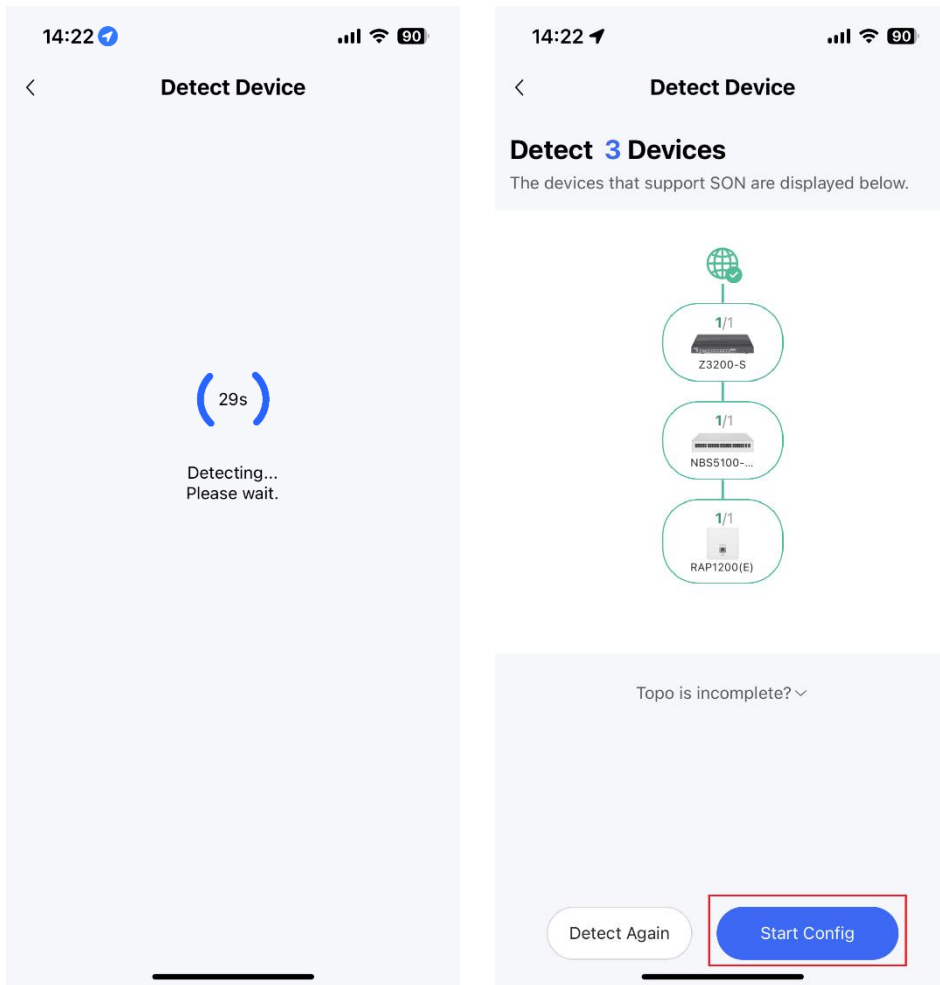 14:22
90
Detect Device
29s
Detecting...
Please wait.
14:22
90
Detect Device
Detect 3 Devices
The devices that support SON are displayed below.
1/1
Z3200-S
1/1
NBS5100-...
1/1
RAP1200(E)
Topo is incomplete?
Detect Again
Start Config